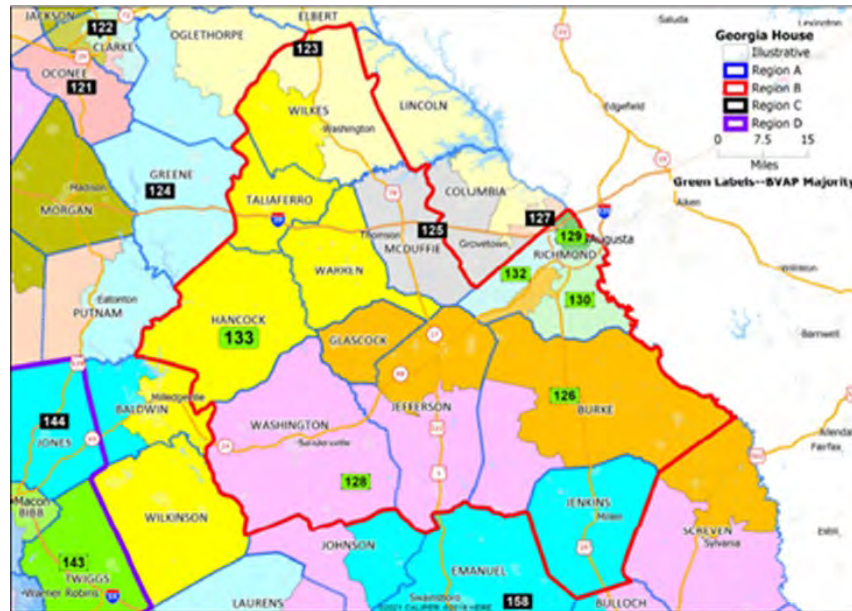 JACKSON
122
CLARKE
OGLETHORPE
ELBERT
123
OCONEE
121
WILKES
LINCOLN
Washington
Saluda
Lexington
Edgefield
Georgia House
Illustrative
Region A
Region B
Region C
Region D
0 7.5 15
Miles
Green Labels--BVAP Majority
GREENE
124
Madison
MORGAN
TALIAFERRO
COLUMBIA
127
Aiken
125
Thomson
MCDUFFIE
Grovetown
129
Augusta
RICHMOND
132
130
Williston
WARREN
Eatonton
PUTNAM
HANCOCK
133
GLASCOCK
Barnwell
Milledgeville
BALDWIN
144
JONES
WASHINGTON
Sandersville
JEFFERSON
126
BURKE
Allendale
Fairfax
128
Macon
BIBB
WILKINSON
JENKINS
Millen
SCREVEN
Sylvania
143
TWIGGS
Warner Robins
JOHNSON
EMANUEL
Swainsboro
158
LAURENS
BULLOCH